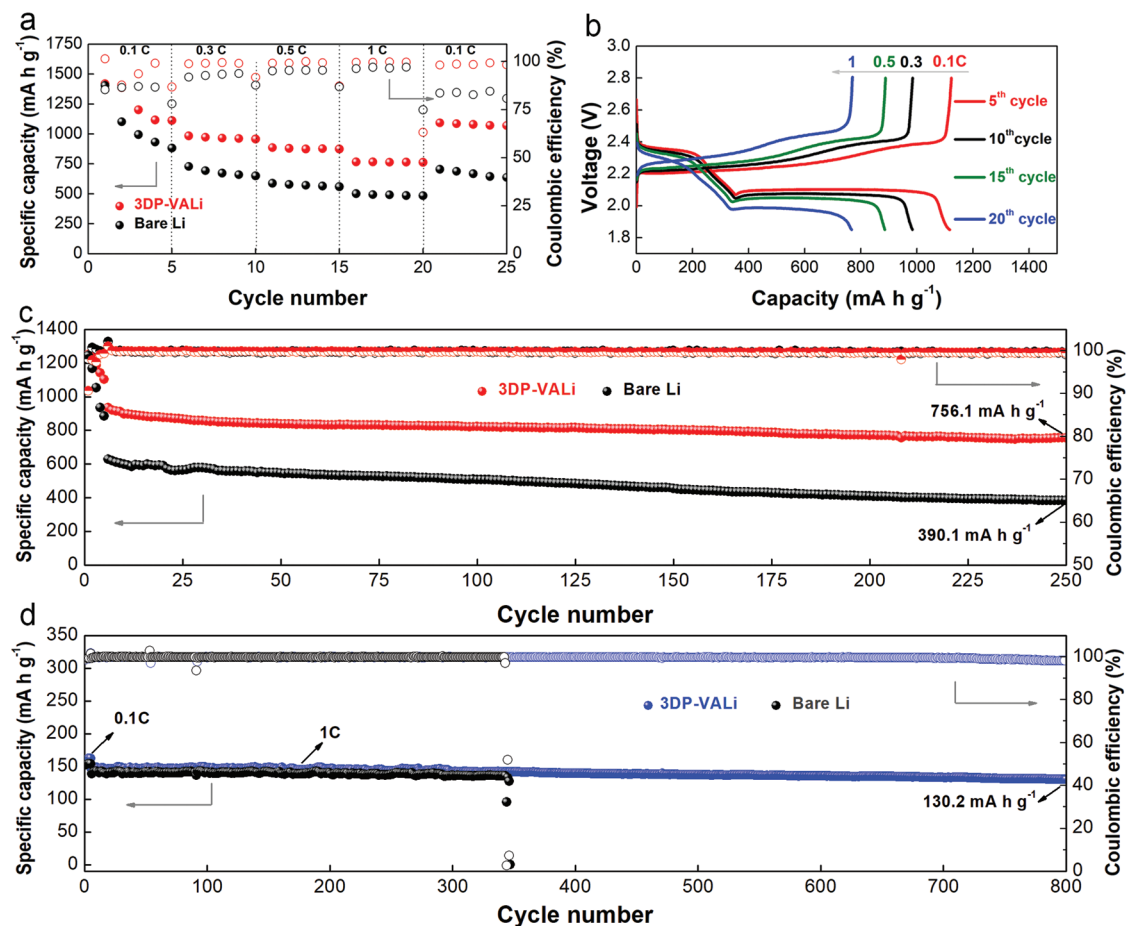 a
0.1 C 0.3 C 0.5 C 1 C 0.1 C
1750
1500
1250
1000
750
500
250
0
100
75
50
25
0
3DP-VALi
Bare Li
0 5 10 15 20 25
Cycle number
Specific capacity (mA h g-1)
Coulombic efficiency (%)
b
3.0
2.8
2.6
2.4
2.2
2.0
1.8
1 0.5 0.3 0.1C
5th cycle
10th cycle
15th cycle
20th cycle
0 200 400 600 800 1000 1200 1400
Capacity (mA h g-1)
Voltage (V)
c
1400
1200
1000
800
600
400
200
0
100
90
80
70
60
50
3DP-VALi Bare Li
756.1 mA h g-1
390.1 mA h g-1
0 25 50 75 100 125 150 175 200 225 250
Cycle number
Specific capacity (mA h g-1)
Coulombic efficiency (%)
d
350
300
250
200
150
100
50
0
100
80
60
40
20
0
3DP-VALi Bare Li
0.1C
1C
130.2 mA h g-1
0 100 200 300 400 500 600 700 800
Cycle number
Specific capacity (mA h g-1)
Coulombic efficiency (%)